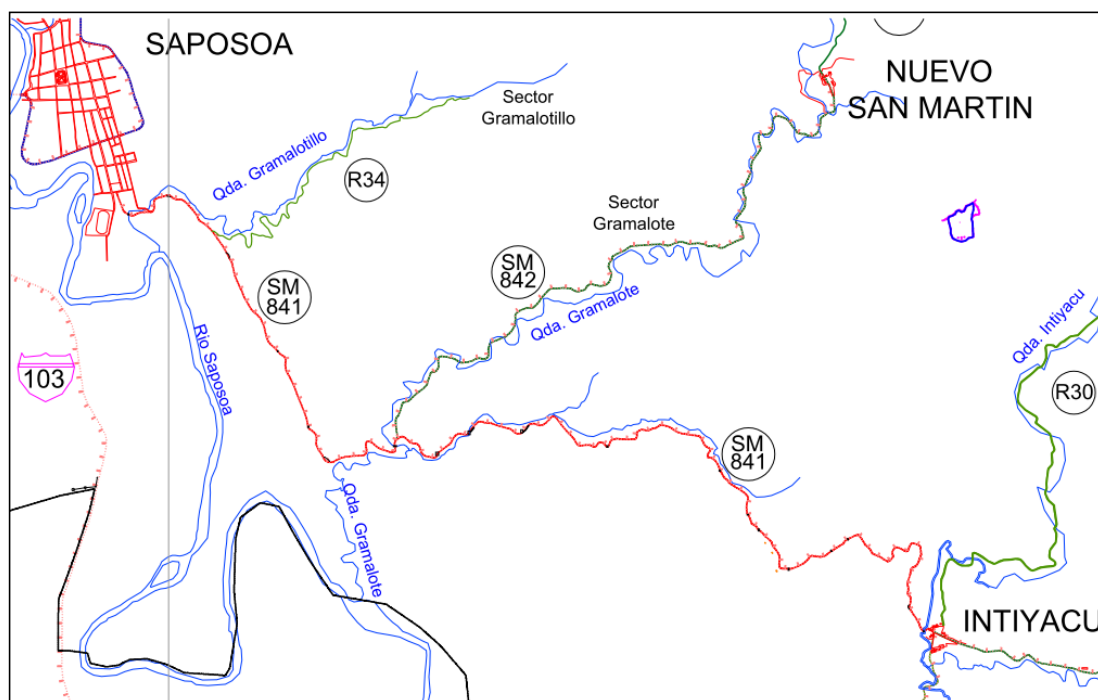 SAPOSOA
NUEVO
SAN MARTIN
Sector
Gramalotillo
Qda. Gramalotillo
R34
Sector
Gramalote
SM
842
SM
841
Qda. Gramalote
Qda. Intiyacu
Rio Saposoa
103
R30
SM
841
Qda. Gramalote
INTIYACU